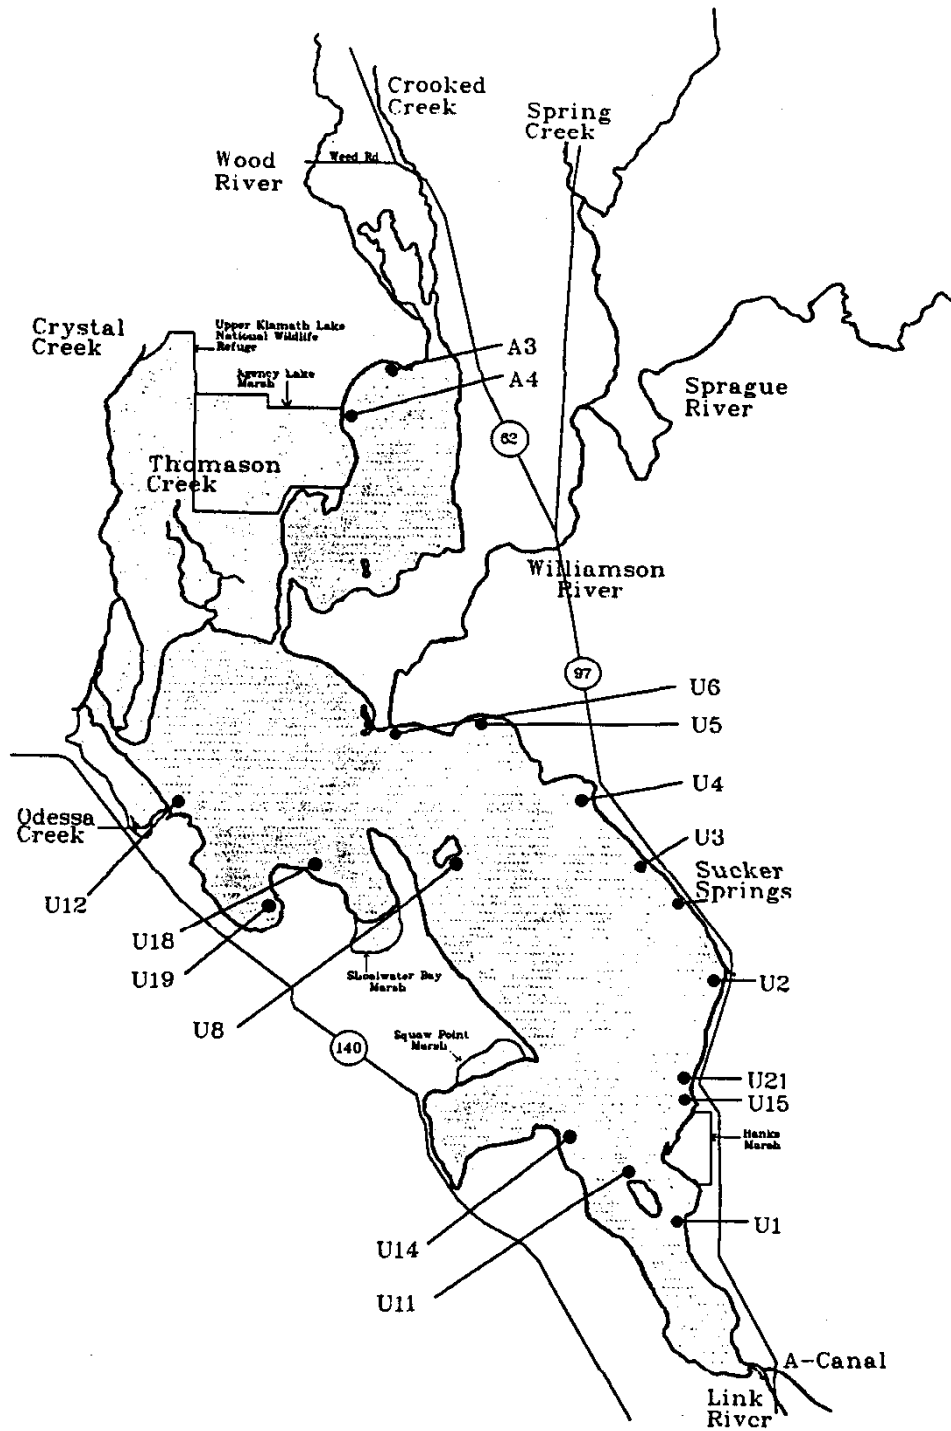 Crooked
Creek
Spring
Creek
Wood
River
Weed Rd
Crystal
Creek
Upper Klamath Lake
National Wildlife
Refuge
Agency Lake
Marsh
A3
A4
Sprague
River
62
Thomason
Creek
Williamson
River
97
U6
U5
U4
U3
Odessa
Creek
Sucker
Springs
U12
U18
U19
Shoalwater Bay
Marsh
U2
U8
Squaw Point
Marsh
140
U21
U15
Hanks
Marsh
U1
U14
U11
A-Canal
Link
River